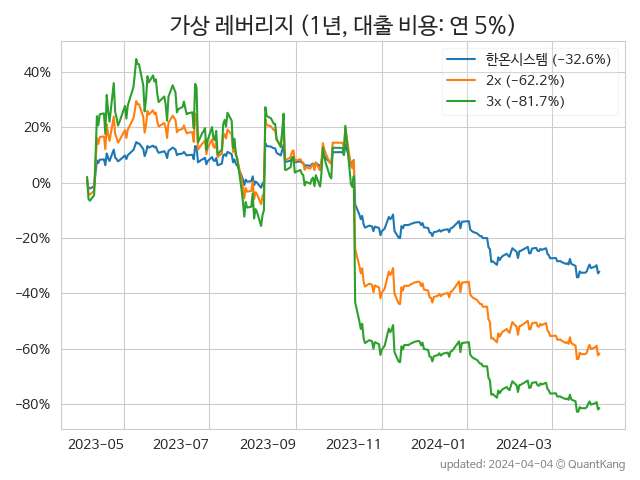 가상 레버리지 (1년, 대출 비용: 연 5%)
한온시스템 (−32.6%)
2x (−62.2%)
3x (−81.7%)
40%
20%
0%
−20%
−40%
−60%
−80%
2023-05 2023-07 2023-09 2023-11 2024-01 2024-03
updated: 2024-04-04 © QuantKang